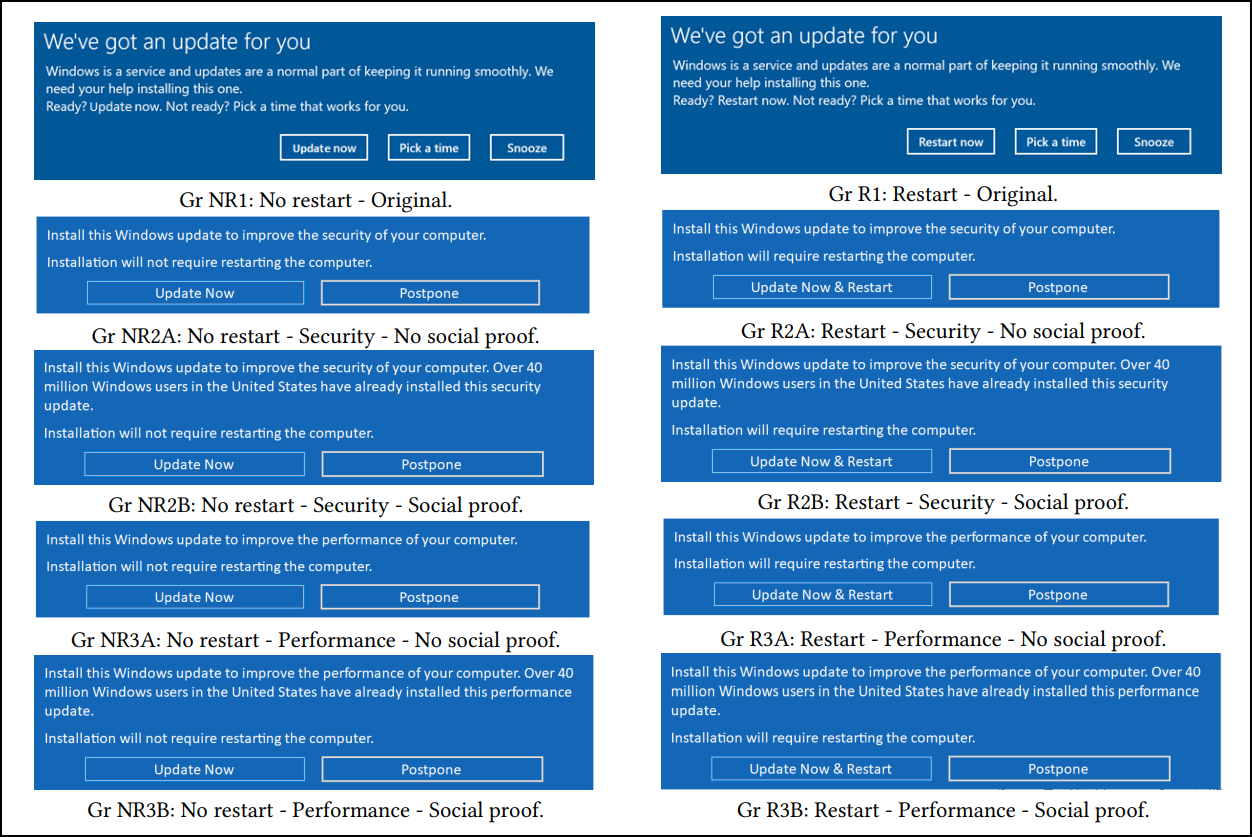 We've got an update for you
Windows is a service and updates are a normal part of keeping it running smoothly. We
need your help installing this one.
Ready? Update now. Not ready? Pick a time that works for you.
Update now
Pick a time
Snooze
Gr NR1: No restart - Original.
Install this Windows update to improve the security of your computer.
Installation will not require restarting the computer.
Update Now
Postpone
Gr NR2A: No restart - Security - No social proof.
Install this Windows update to improve the security of your computer. Over 40
million Windows users in the United States have already installed this security
update.
Installation will not require restarting the computer.
Update Now
Postpone
Gr NR2B: No restart - Security - Social proof.
Install this Windows update to improve the performance of your computer.
Installation will not require restarting the computer.
Update Now
Postpone
Gr NR3A: No restart - Performance - No social proof.
Install this Windows update to improve the performance of your computer. Over 40
million Windows users in the United States have already installed this performance
update.
Installation will not require restarting the computer.
Update Now
Postpone
Gr NR3B: No restart - Performance - Social proof.
We've got an update for you
Windows is a service and updates are a normal part of keeping it running smoothly. We
need your help installing this one.
Ready? Restart now. Not ready? Pick a time that works for you.
Restart now
Pick a time
Snooze
Gr R1: Restart - Original.
Install this Windows update to improve the security of your computer.
Installation will require restarting the computer.
Update Now & Restart
Postpone
Gr R2A: Restart - Security - No social proof.
Install this Windows update to improve the security of your computer. Over 40
million Windows users in the United States have already installed this security
update.
Installation will require restarting the computer.
Update Now & Restart
Postpone
Gr R2B: Restart - Security - Social proof.
Install this Windows update to improve the performance of your computer.
Installation will require restarting the computer.
Update Now & Restart
Postpone
Gr R3A: Restart - Performance - No social proof.
Install this Windows update to improve the performance of your computer. Over 40
million Windows users in the United States have already installed this performance
update.
Installation will require restarting the computer.
Update Now & Restart
Postpone
Gr R3B: Restart - Performance - Social proof.